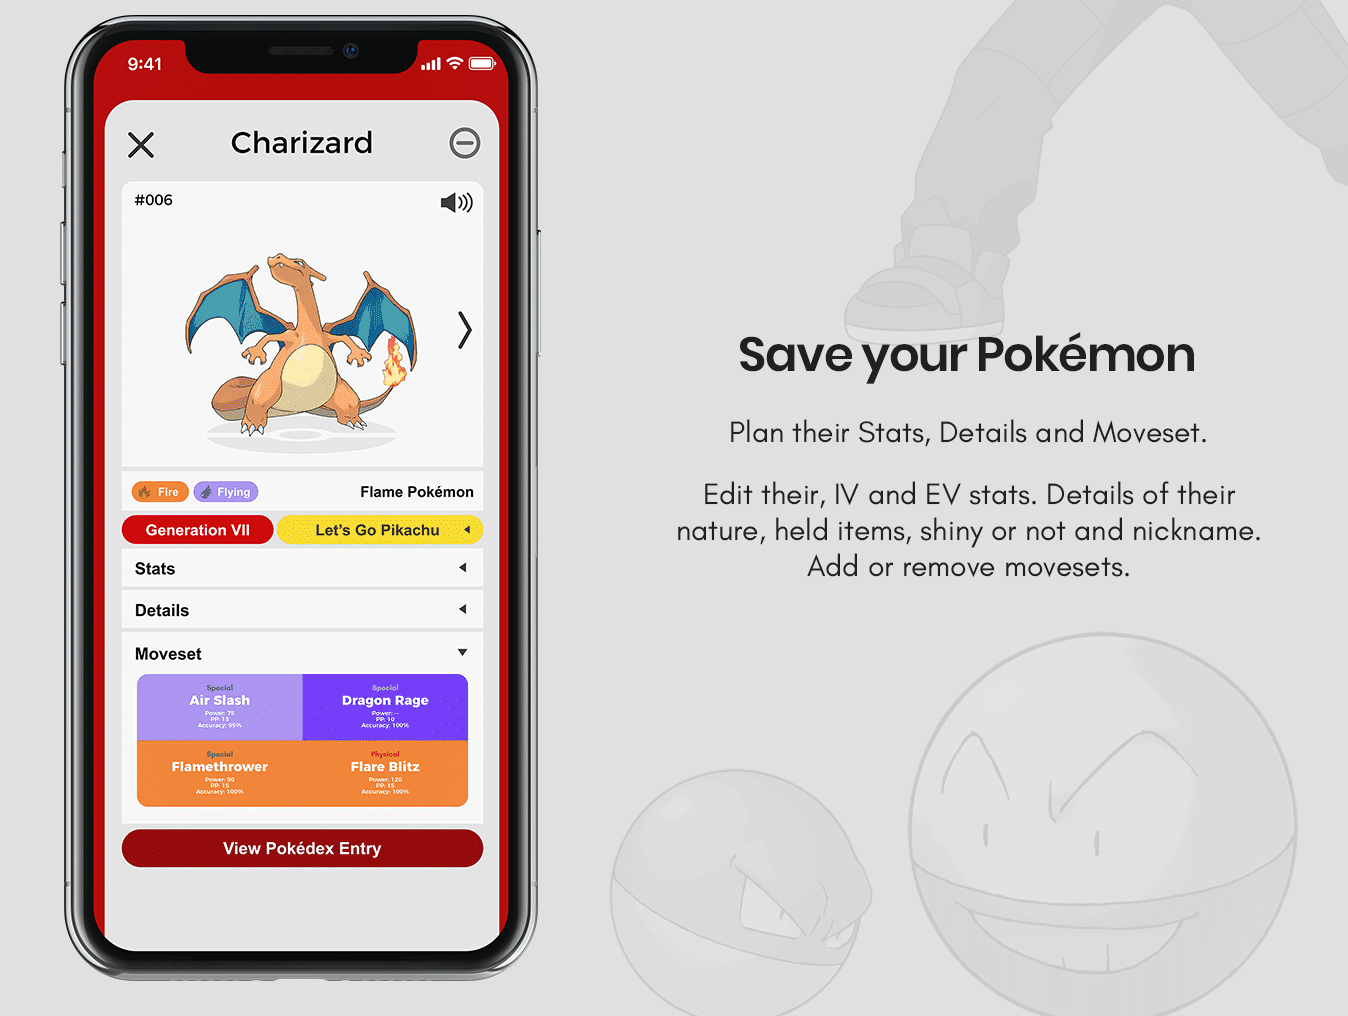 9:41
Charizard
#006
Fire
Flying
Flame Pokémon
Generation VII
Let's Go Pikachu
Stats
Details
Moveset
Special
Air Slash
Power: 75
PP: 15
Accuracy: 95%
Special
Dragon Rage
Power: --
PP: 10
Accuracy: 100%
Special
Flamethrower
Power: 90
PP: 15
Accuracy: 100%
Physical
Flare Blitz
Power: 120
PP: 15
Accuracy: 100%
View Pokédex Entry
Save your Pokémon
Plan their Stats, Details and Moveset.
Edit their, IV and EV stats. Details of their
nature, held items, shiny or not and nickname.
Add or remove movesets.